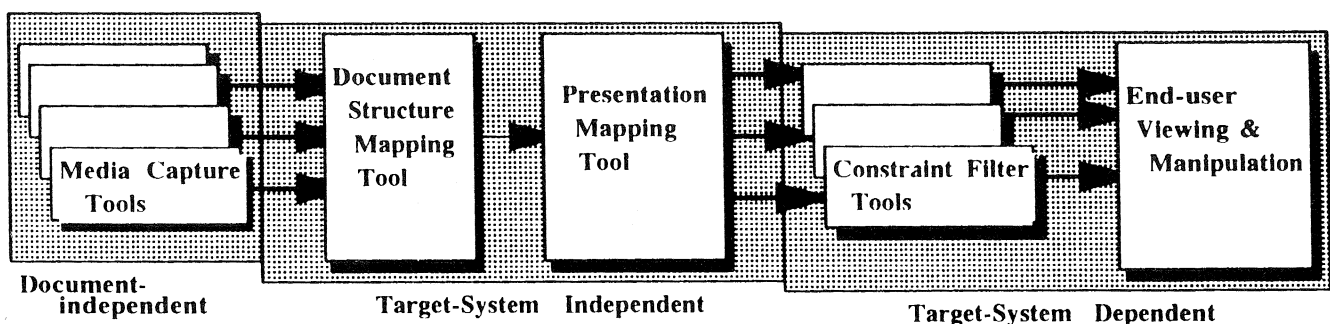 Media Capture
Tools
Document
Structure
Mapping
Tool
Presentation
Mapping
Tool
Constraint Filter
Tools
End-user
Viewing &
Manipulation
Document-
independent
Target-System Independent
Target-System Dependent